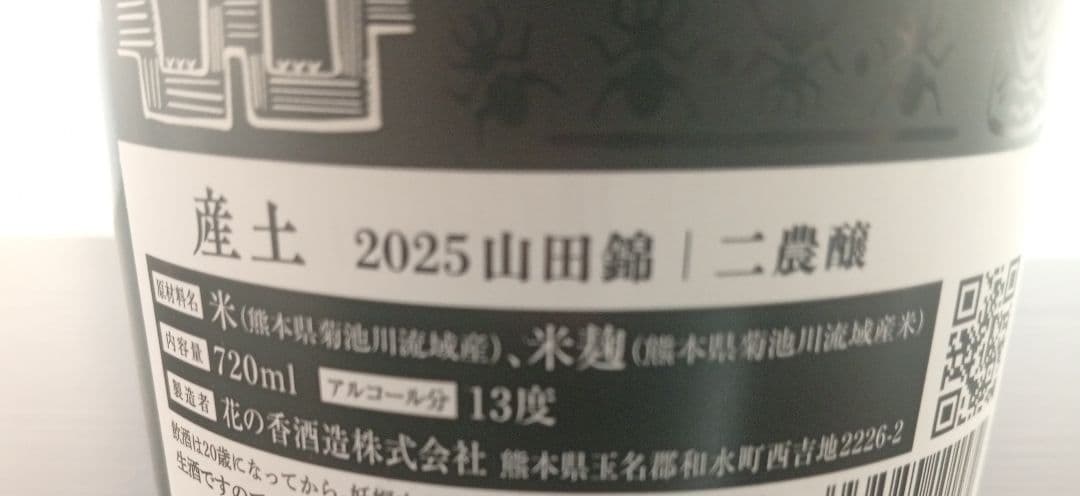 産土 2025 山田錦｜二農醸
原材料名 米(熊本県菊池川流域産)、米麹(熊本県菊池川流域産米)
内容量 720ml アルコール分 13度
製造者 花の香酒造株式会社 熊本県玉名郡和水町西吉地2226-2
飲酒は20歳になってから
生酒ですので